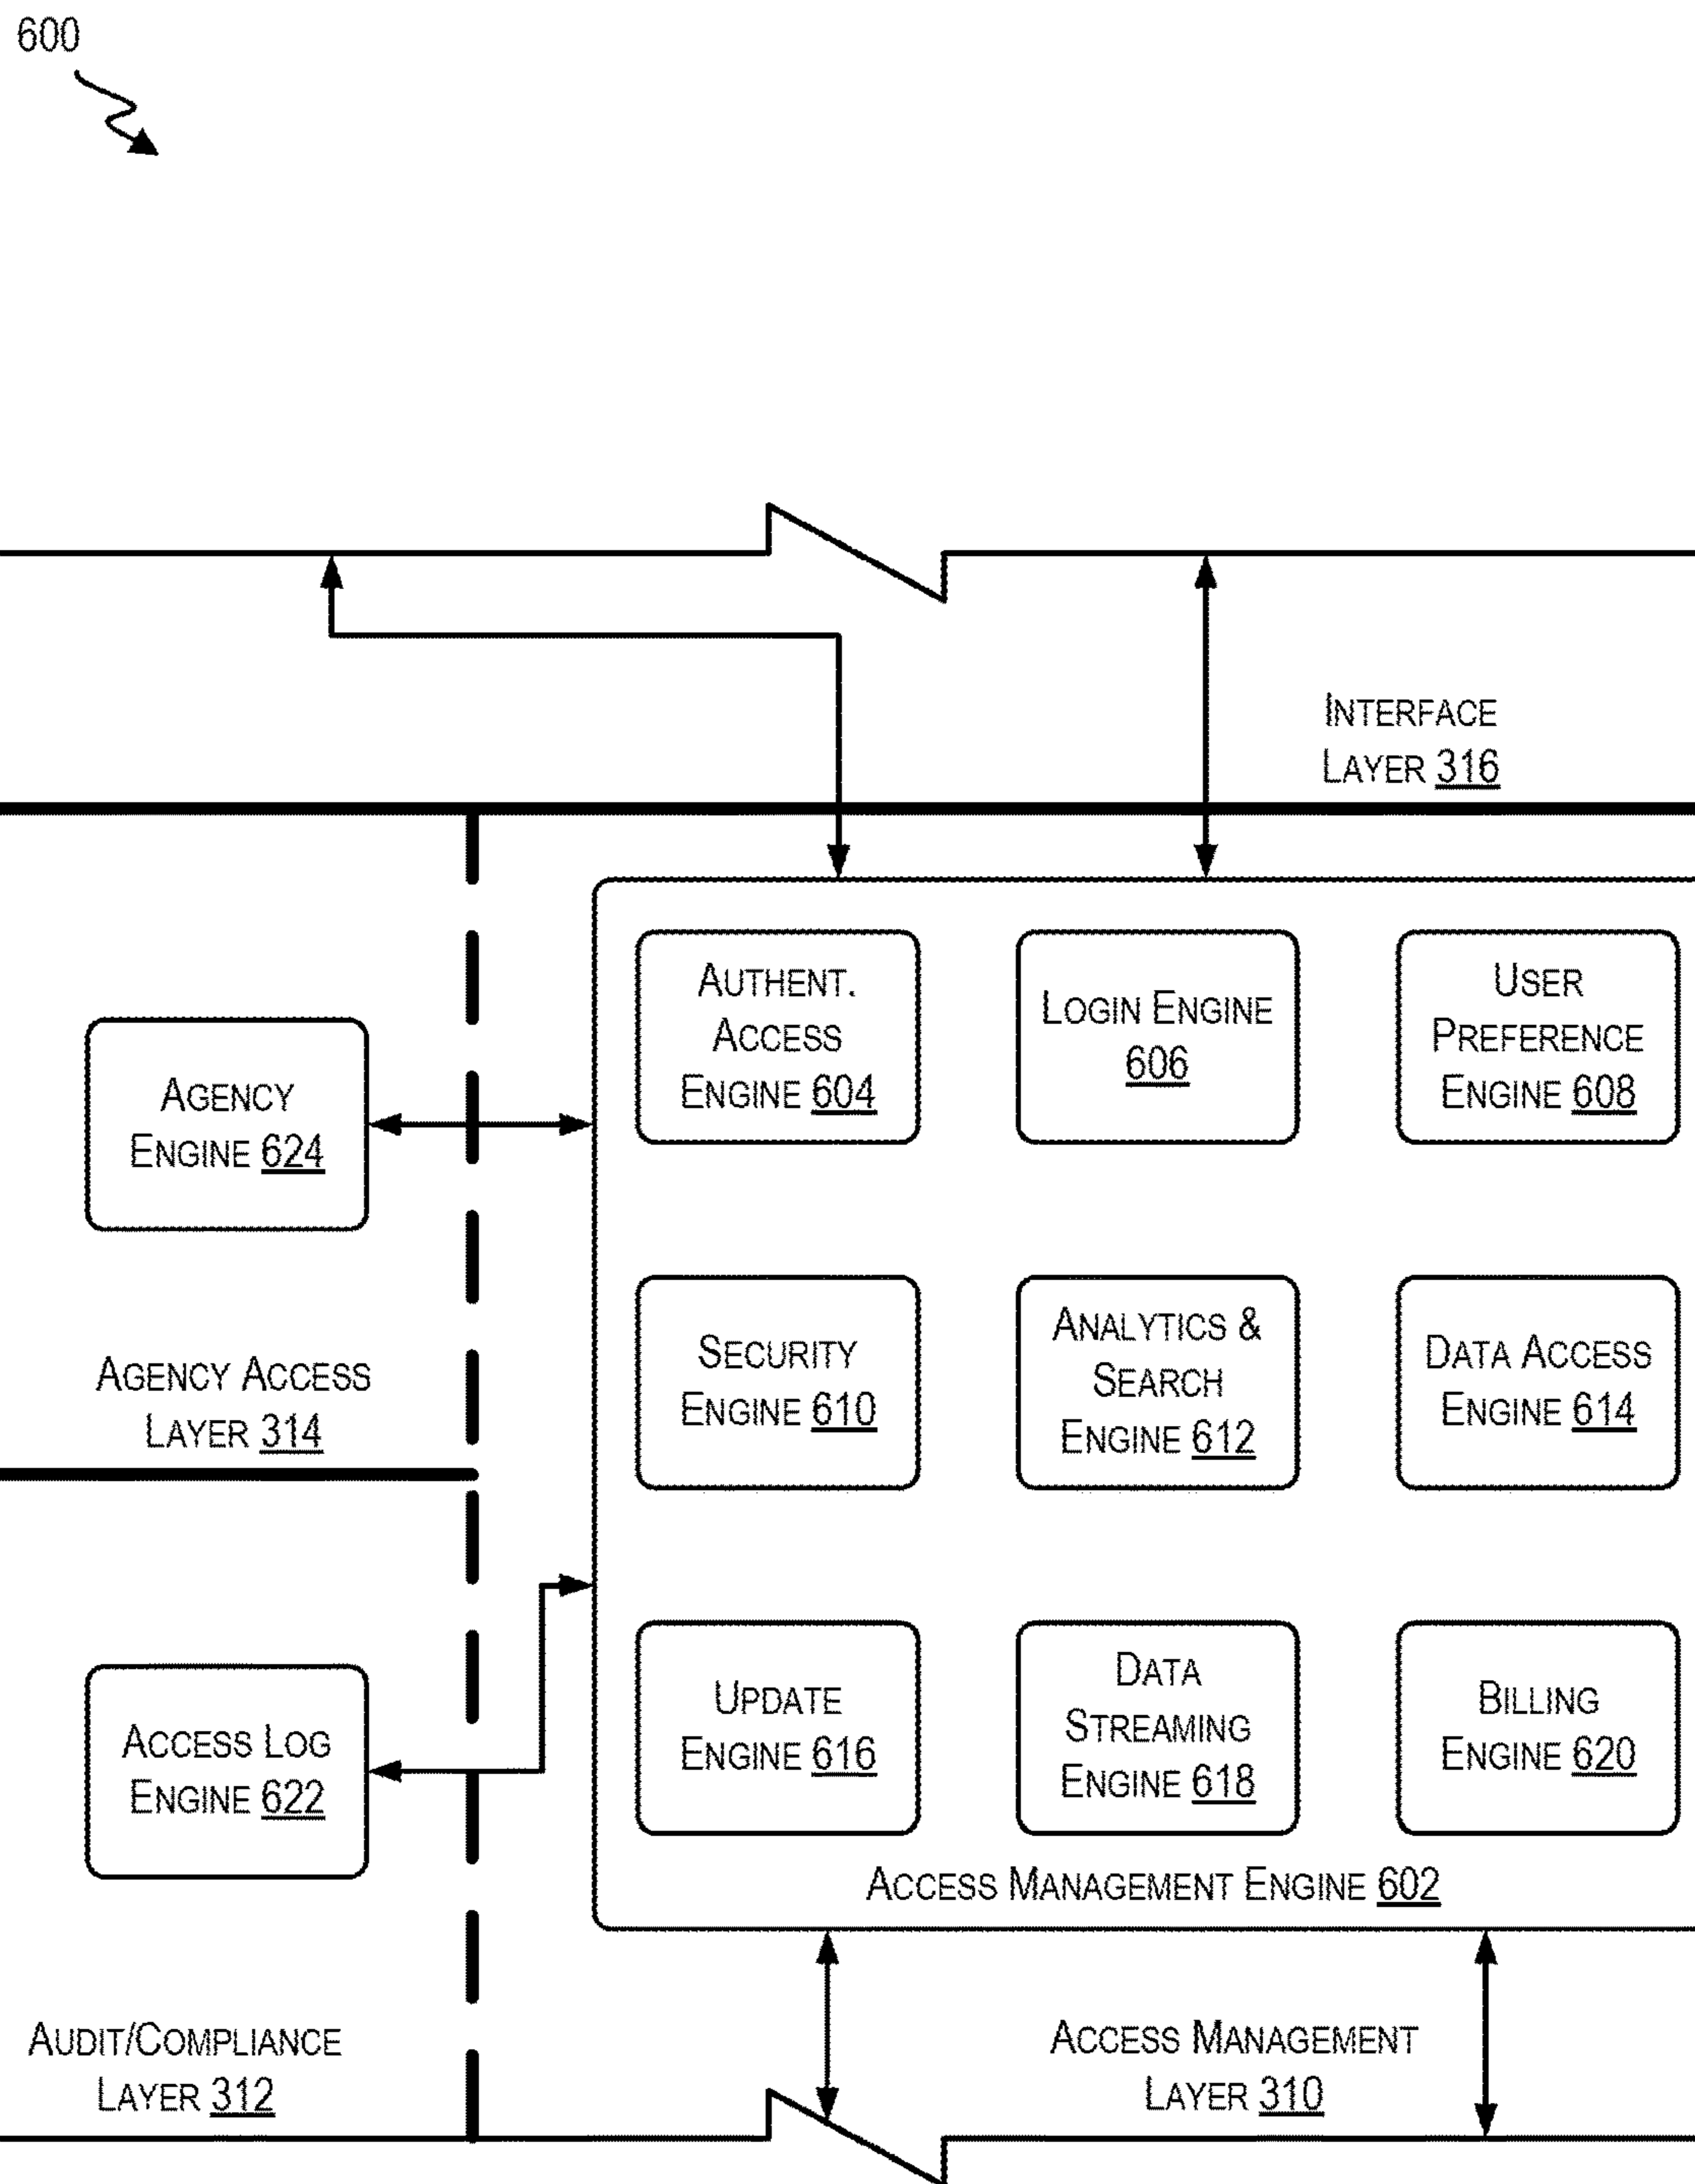 600
INTERFACE
LAYER 316
AUTHENT.
ACCESS
ENGINE 604
LOGIN ENGINE
606
USER
PREFERENCE
ENGINE 608
AGENCY
ENGINE 624
SECURITY
ENGINE 610
ANALYTICS &
SEARCH
ENGINE 612
DATA ACCESS
ENGINE 614
AGENCY ACCESS
LAYER 314
UPDATE
ENGINE 616
DATA
STREAMING
ENGINE 618
BILLING
ENGINE 620
ACCESS LOG
ENGINE 622
ACCESS MANAGEMENT ENGINE 602
AUDIT/COMPLIANCE
LAYER 312
ACCESS MANAGEMENT
LAYER 310